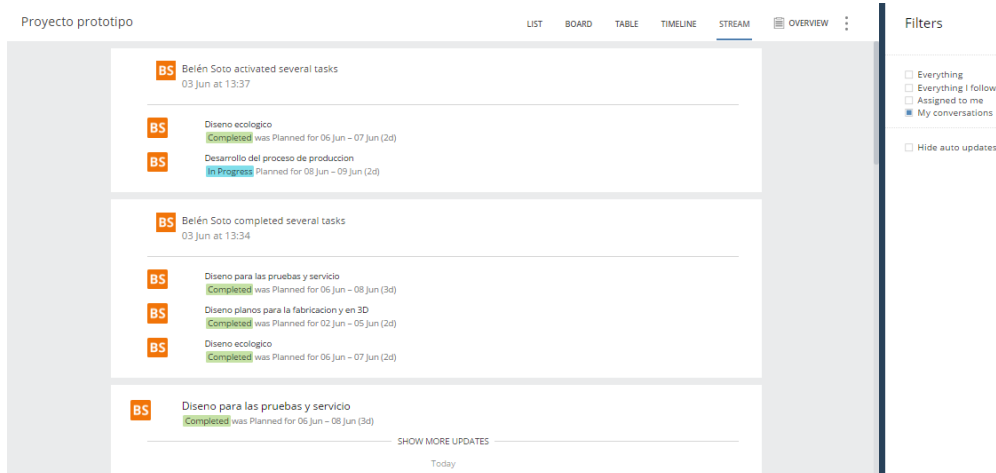 Proyecto prototipo
LIST BOARD TABLE TIMELINE STREAM OVERVIEW
BS Belén Soto activated several tasks
03 Jun at 13:37
BS Diseno ecologico
Completed was Planned for 06 Jun – 07 Jun (2d)
BS Desarrollo del proceso de produccion
In Progress Planned for 08 Jun – 09 Jun (2d)
BS Belén Soto completed several tasks
03 Jun at 13:34
BS Diseno para las pruebas y servicio
Completed was Planned for 06 Jun – 08 Jun (3d)
BS Diseno planos para la fabricacion y en 3D
Completed was Planned for 02 Jun – 05 Jun (2d)
BS Diseno ecologico
Completed was Planned for 06 Jun – 07 Jun (2d)
BS Diseno para las pruebas y servicio
Completed was Planned for 06 Jun – 08 Jun (3d)
SHOW MORE UPDATES
Today
Filters
Everything
Everything I follow
Assigned to me
My conversations
Hide auto updates